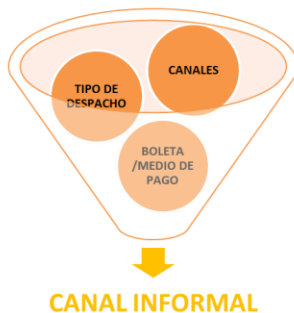 CANALES
TIPO DE
DESPACHO
BOLETA
/MEDIO DE
PAGO
CANAL INFORMAL